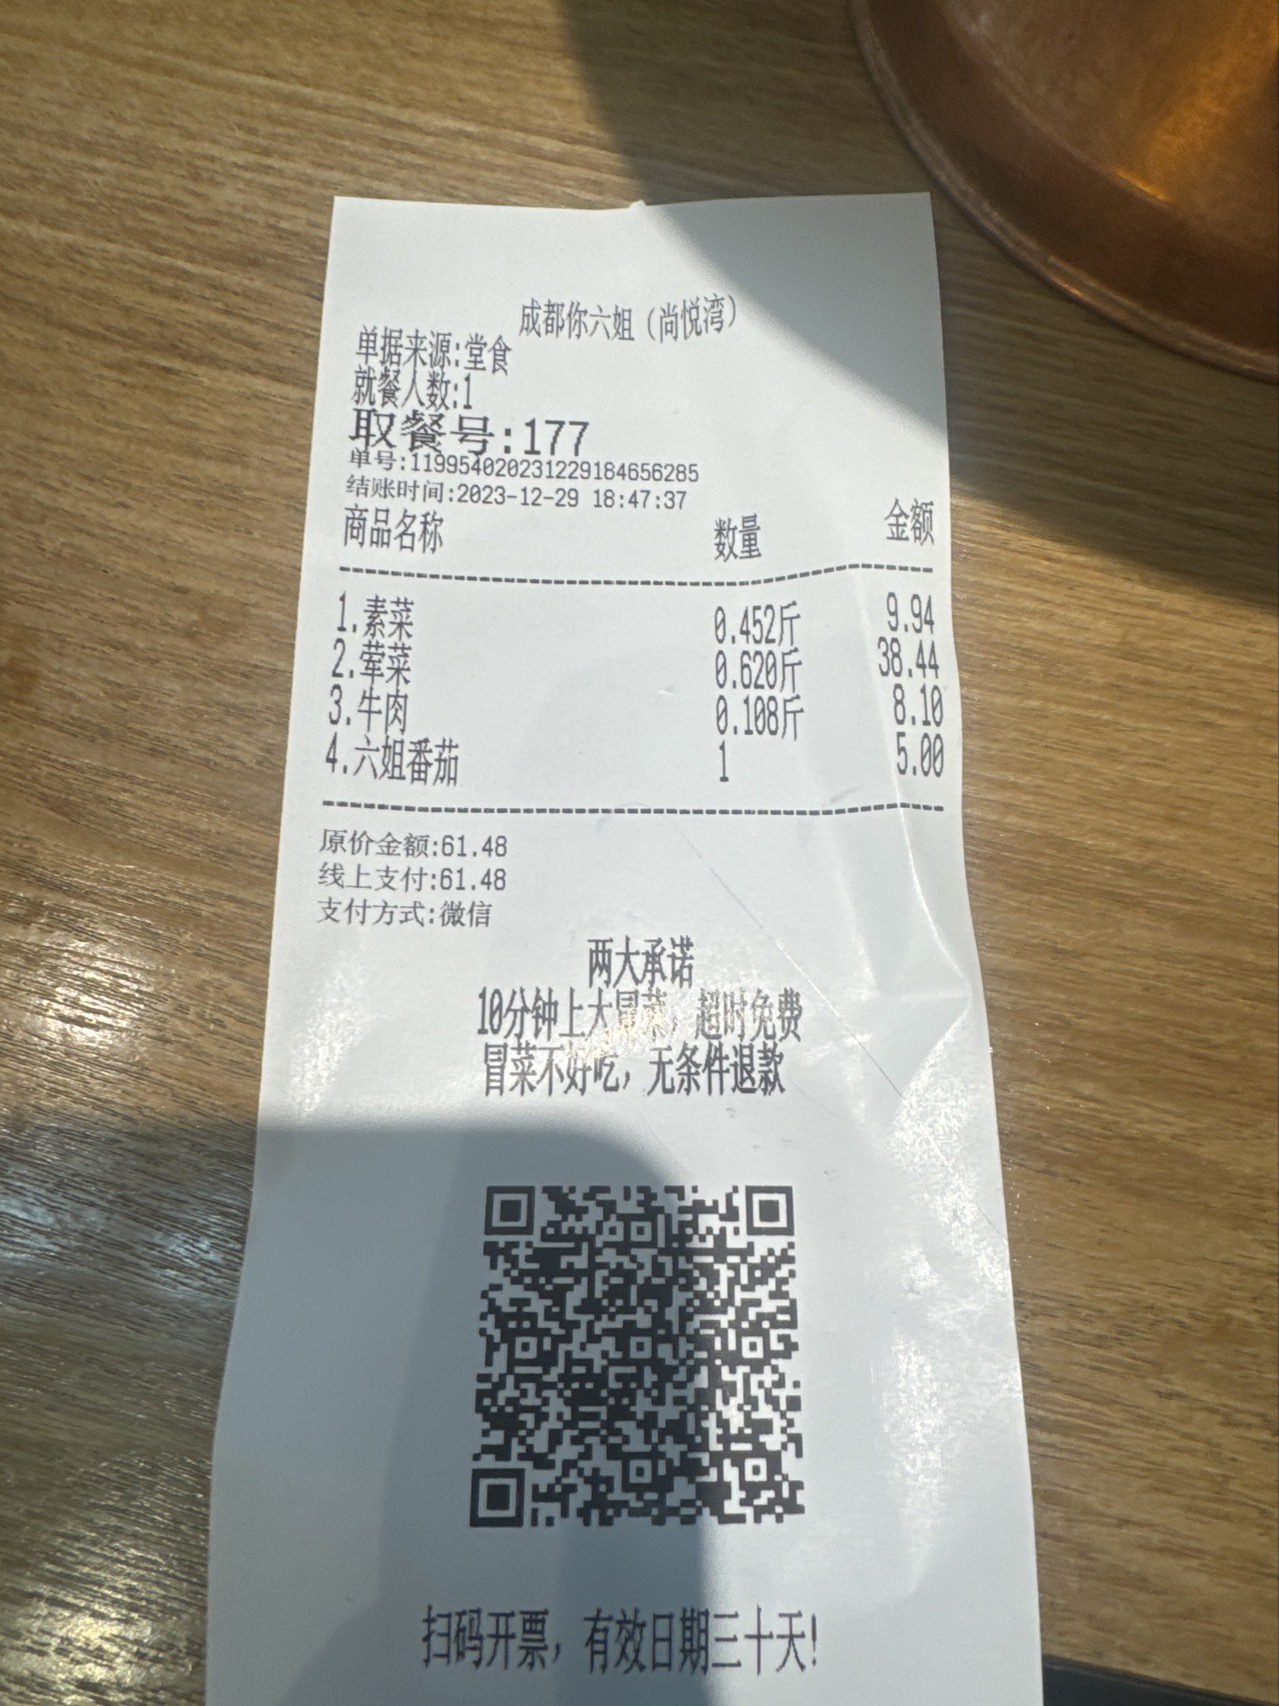 成都你六姐（尚悦湾）
单据来源:堂食
就餐人数:1
取餐号:177
单号:119954020231229184656285
结账时间:2023-12-29 18:47:37
商品名称 数量 金额
1.素菜 0.452斤 9.94
2.荤菜 0.620斤 38.44
3.牛肉 0.108斤 8.10
4.六姐番茄 1 5.00
原价金额:61.48
线上支付:61.48
支付方式:微信
两大承诺
10分钟上大冒菜，超时免费
冒菜不好吃，无条件退款
扫码开票，有效日期三十天!